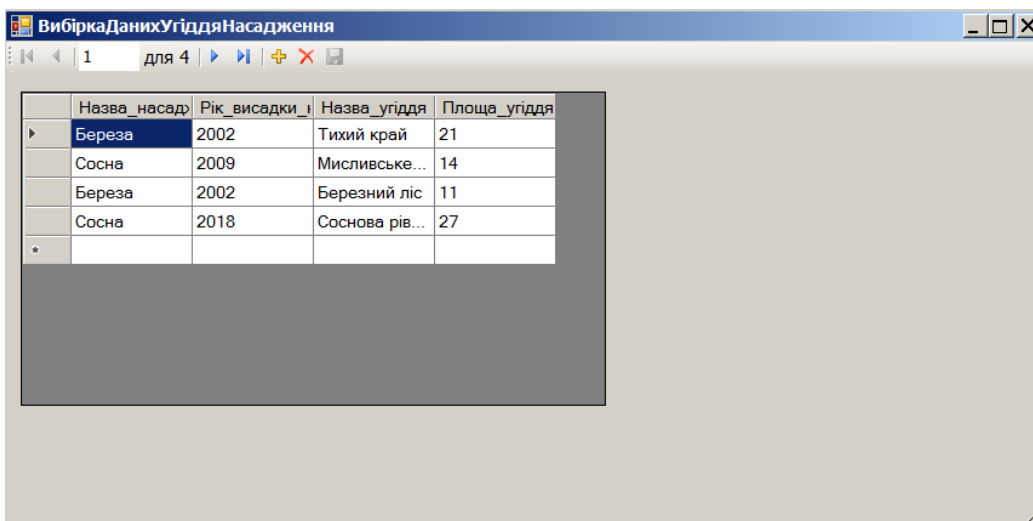 ВибіркаДанихУгіддяНасадження
1 для 4
Назва_насад Рік_висадки_ Назва_угіддя Площа_угіддя
Береза 2002 Тихий край 21
Сосна 2009 Мисливське... 14
Береза 2002 Березний ліс 11
Сосна 2018 Соснова рів... 27